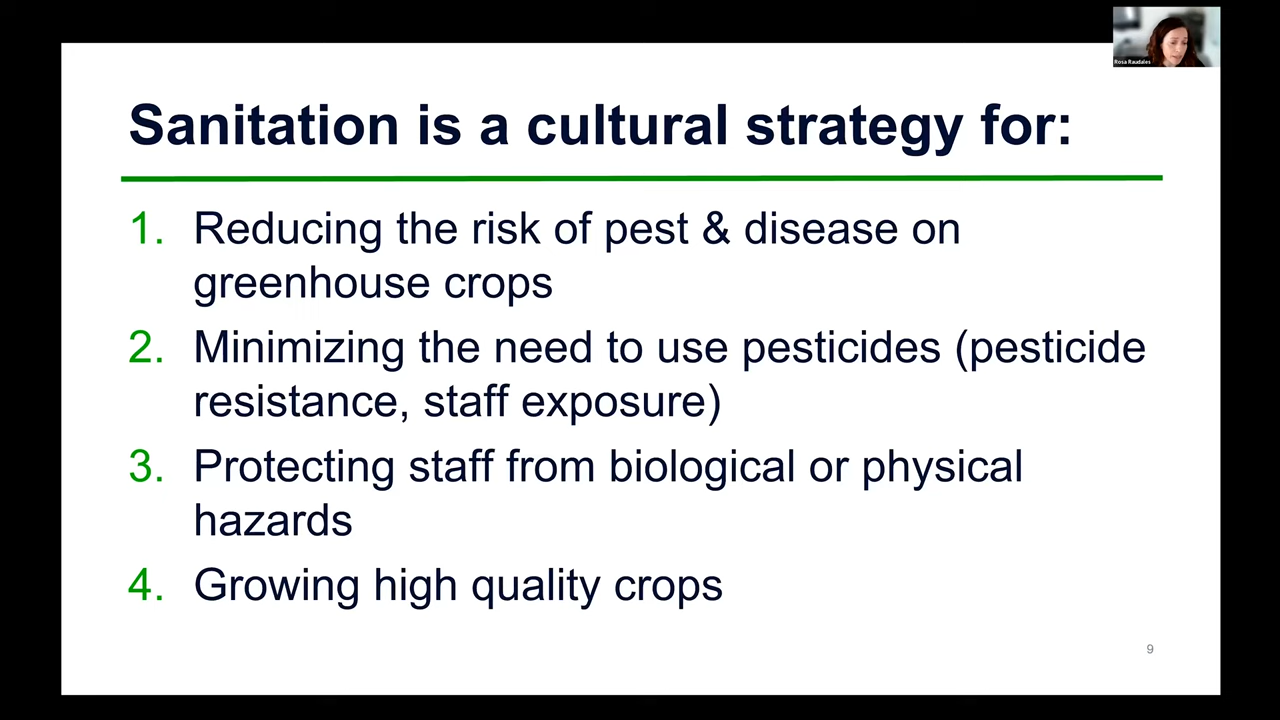 Rosa Raudales
Sanitation is a cultural strategy for:
1. Reducing the risk of pest & disease on
greenhouse crops
2. Minimizing the need to use pesticides (pesticide
resistance, staff exposure)
3. Protecting staff from biological or physical
hazards
4. Growing high quality crops
9